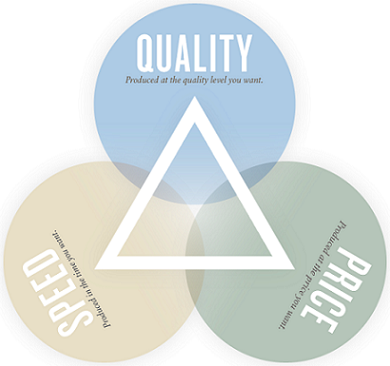 QUALITY
Produced at the quality level you want.
SPEED
Produced in the time you want.
PRICE
Produced at the price you want.